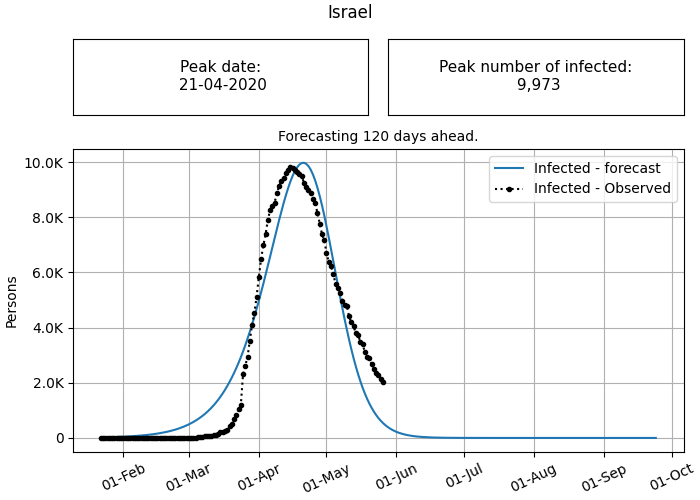 Israel
Peak date:
21-04-2020
Peak number of infected:
9,973
Forecasting 120 days ahead.
Infected - forecast
Infected - Observed
Persons
10.0K
8.0K
6.0K
4.0K
2.0K
0
01-Feb
01-Mar
01-Apr
01-May
01-Jun
01-Jul
01-Aug
01-Sep
01-Oct